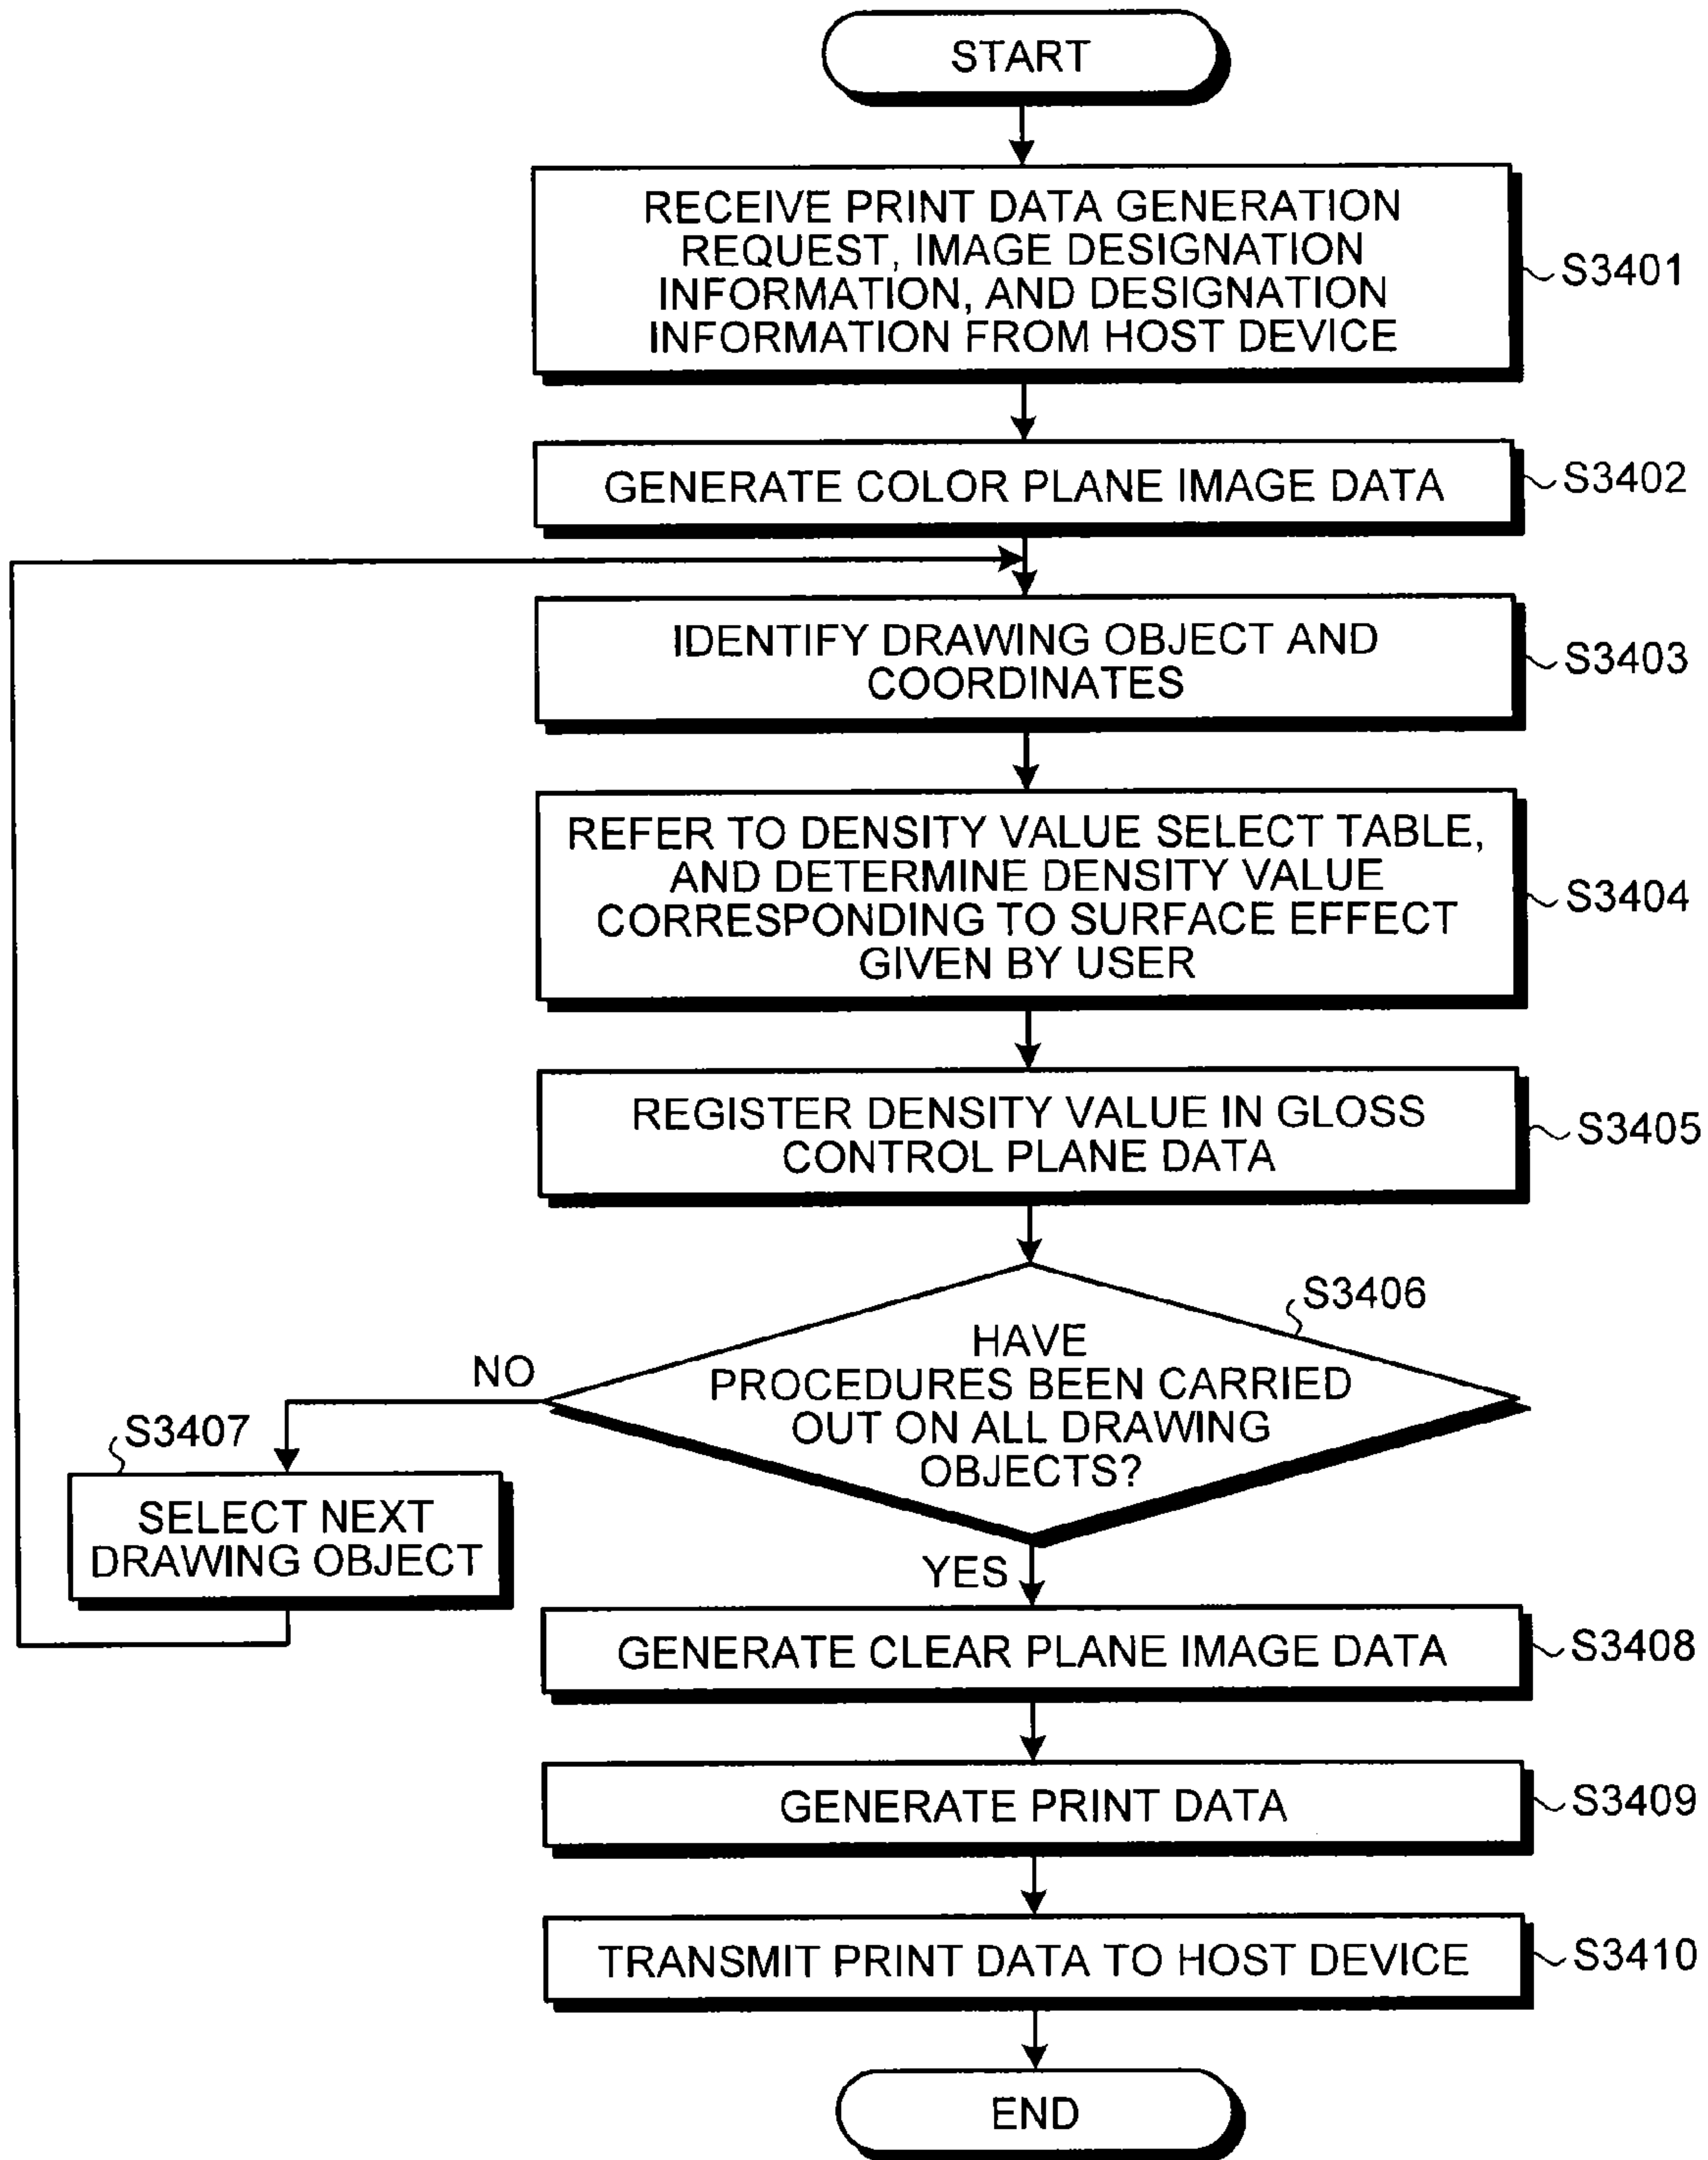 START
RECEIVE PRINT DATA GENERATION
REQUEST, IMAGE DESIGNATION
INFORMATION, AND DESIGNATION
INFORMATION FROM HOST DEVICE
S3401
GENERATE COLOR PLANE IMAGE DATA
S3402
IDENTIFY DRAWING OBJECT AND
COORDINATES
S3403
REFER TO DENSITY VALUE SELECT TABLE,
AND DETERMINE DENSITY VALUE
CORRESPONDING TO SURFACE EFFECT
GIVEN BY USER
S3404
REGISTER DENSITY VALUE IN GLOSS
CONTROL PLANE DATA
S3405
S3406
HAVE
PROCEDURES BEEN CARRIED
OUT ON ALL DRAWING
OBJECTS?
NO
S3407
SELECT NEXT
DRAWING OBJECT
YES
GENERATE CLEAR PLANE IMAGE DATA
S3408
GENERATE PRINT DATA
S3409
TRANSMIT PRINT DATA TO HOST DEVICE
S3410
END